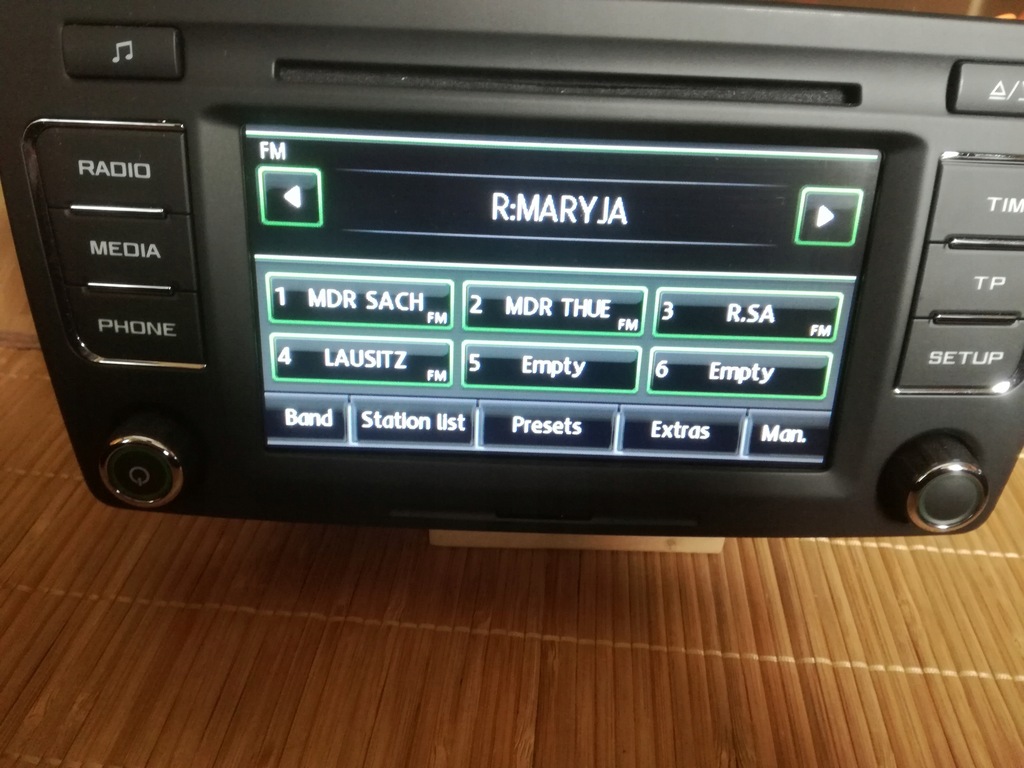 RADIO
MEDIA
PHONE
FM
R:MARYJA
1 MDR SACH FM
2 MDR THUE FM
3 R.SA FM
4 LAUSITZ FM
5 Empty
6 Empty
Band
Station list
Presets
Extras
Man.
TIM
TP
SETUP